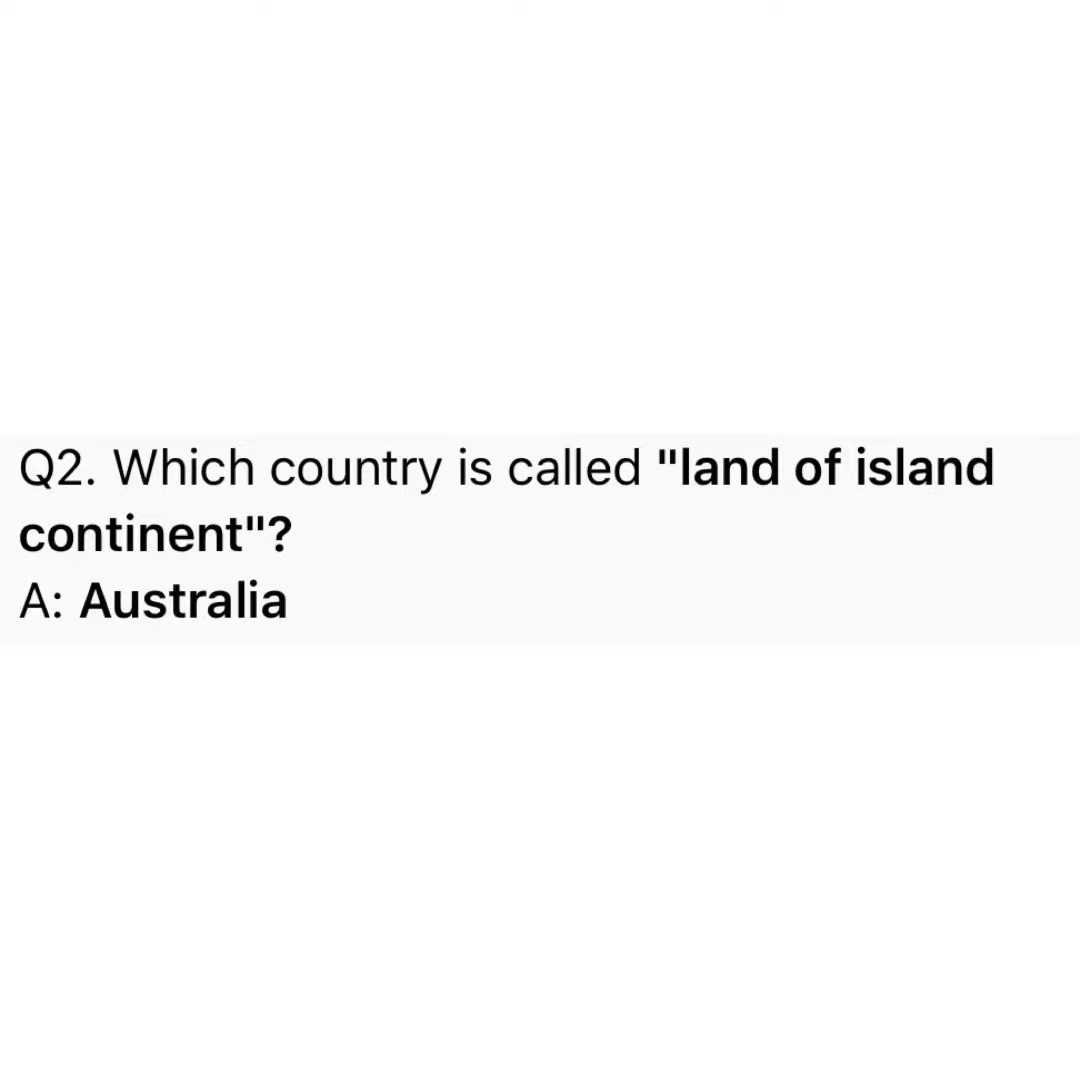 Q2. Which country is called "land of island
continent"?
A: Australia